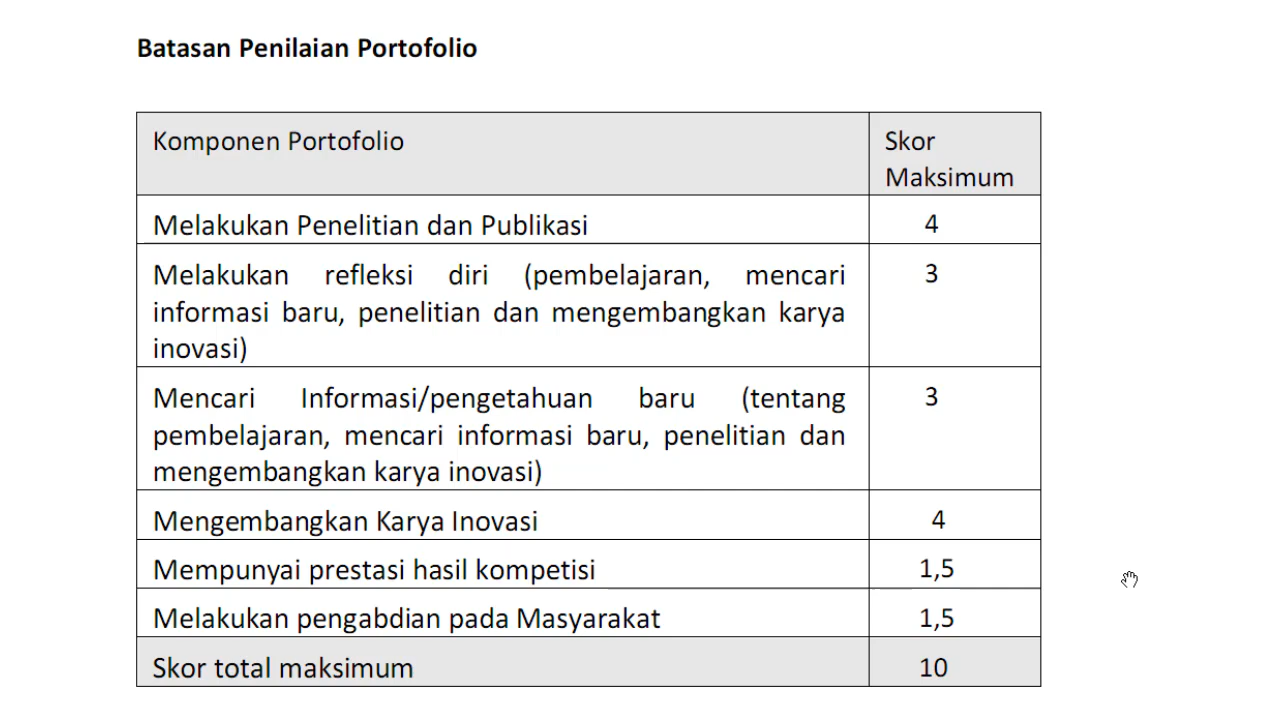 Batasan Penilaian Portofolio
Komponen Portofolio
Skor
Maksimum
Melakukan Penelitian dan Publikasi
4
Melakukan refleksi diri (pembelajaran, mencari
informasi baru, penelitian dan mengembangkan karya
inovasi)
3
Mencari Informasi/pengetahuan baru (tentang
pembelajaran, mencari informasi baru, penelitian dan
mengembangkan karya inovasi)
3
Mengembangkan Karya Inovasi
4
Mempunyai prestasi hasil kompetisi
1,5
Melakukan pengabdian pada Masyarakat
1,5
Skor total maksimum
10